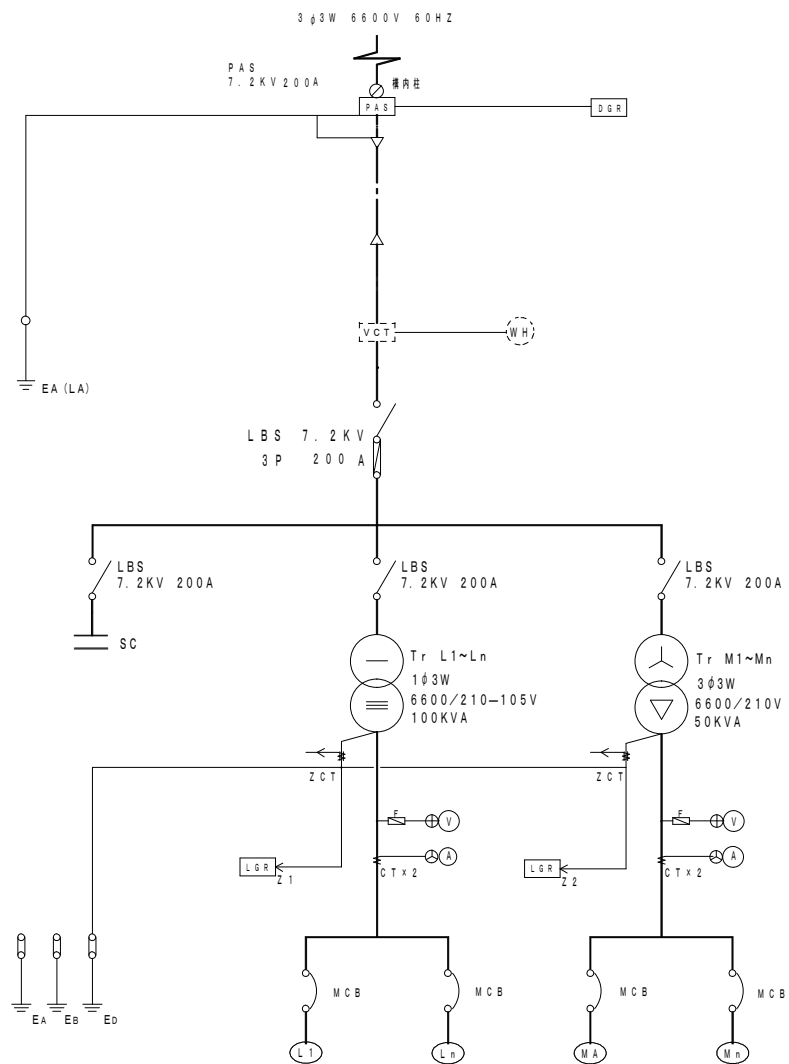 3φ3W 6600V 60HZ
PAS
7.2KV 200A
構内柱
PAS
DGR
VCT
WH
EA(LA)
LBS 7.2KV
3P 200A
LBS
7.2KV 200A
LBS
7.2KV 200A
LBS
7.2KV 200A
SC
Tr L1~Ln
1φ3W
6600/210—105V
100KVA
Tr M1~Mn
3φ3W
6600/210V
50KVA
ZCT
ZCT
F
V
F
V
A
A
LGR
Z1
CT×2
LGR
Z2
CT×2
MCB
MCB
MCB
MCB
EA
EB
ED
L1
Ln
MA
Mn